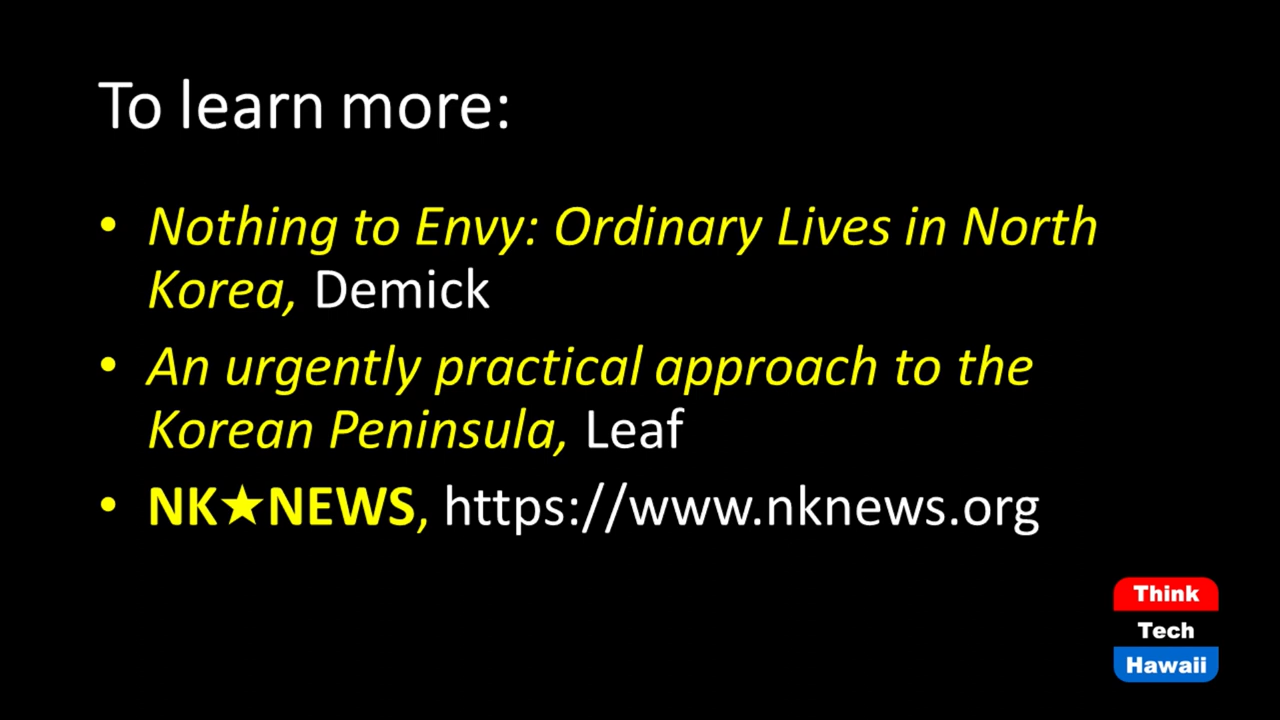 To learn more:
• Nothing to Envy: Ordinary Lives in North
Korea, Demick
• An urgently practical approach to the
Korean Peninsula, Leaf
• NK★NEWS, https://www.nknews.org
Think
Tech
Hawaii